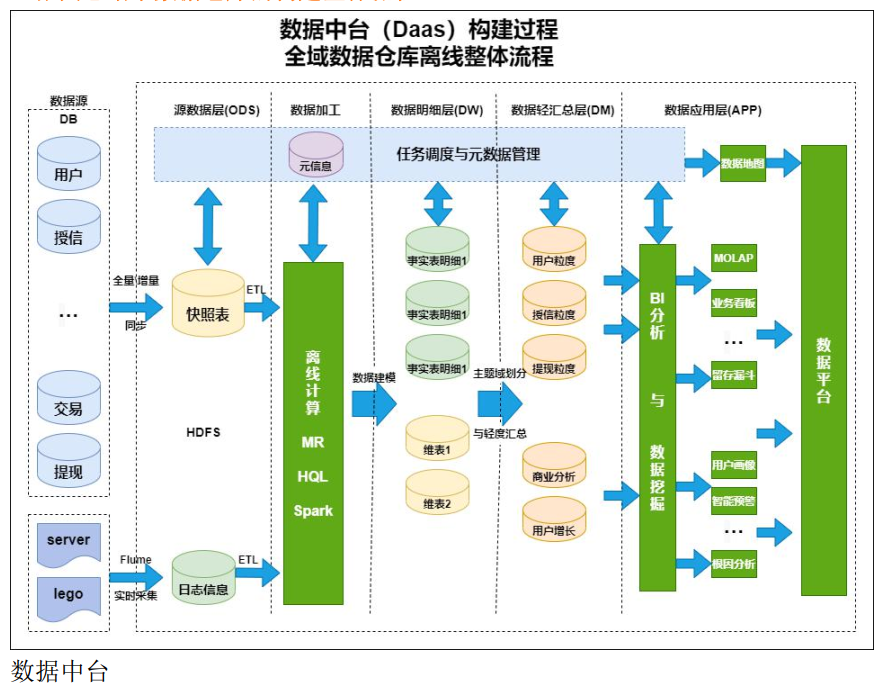 数据中台（Daas）构建过程
全域数据仓库离线整体流程
数据源
DB
用户
授信
...
交易
提现
server
lego
全量/增量
同步
Flume
实时采集
源数据层(ODS)
快照表
HDFS
日志信息
ETL
ETL
数据加工
元信息
任务调度与元数据管理
离线计算
MR
HQL
Spark
数据建模
数据明细层(DW)
事实表明细1
事实表明细1
事实表明细1
维表1
维表2
主题域划分
与轻度汇总
数据轻汇总层(DM)
用户粒度
授信粒度
提现粒度
商业分析
用户增长
数据应用层(APP)
BI分析
与
数据挖掘
数据地图
MOLAP
业务看板
...
留存漏斗
用户画像
智能预警
...
根因分析
数据平台
数据中台